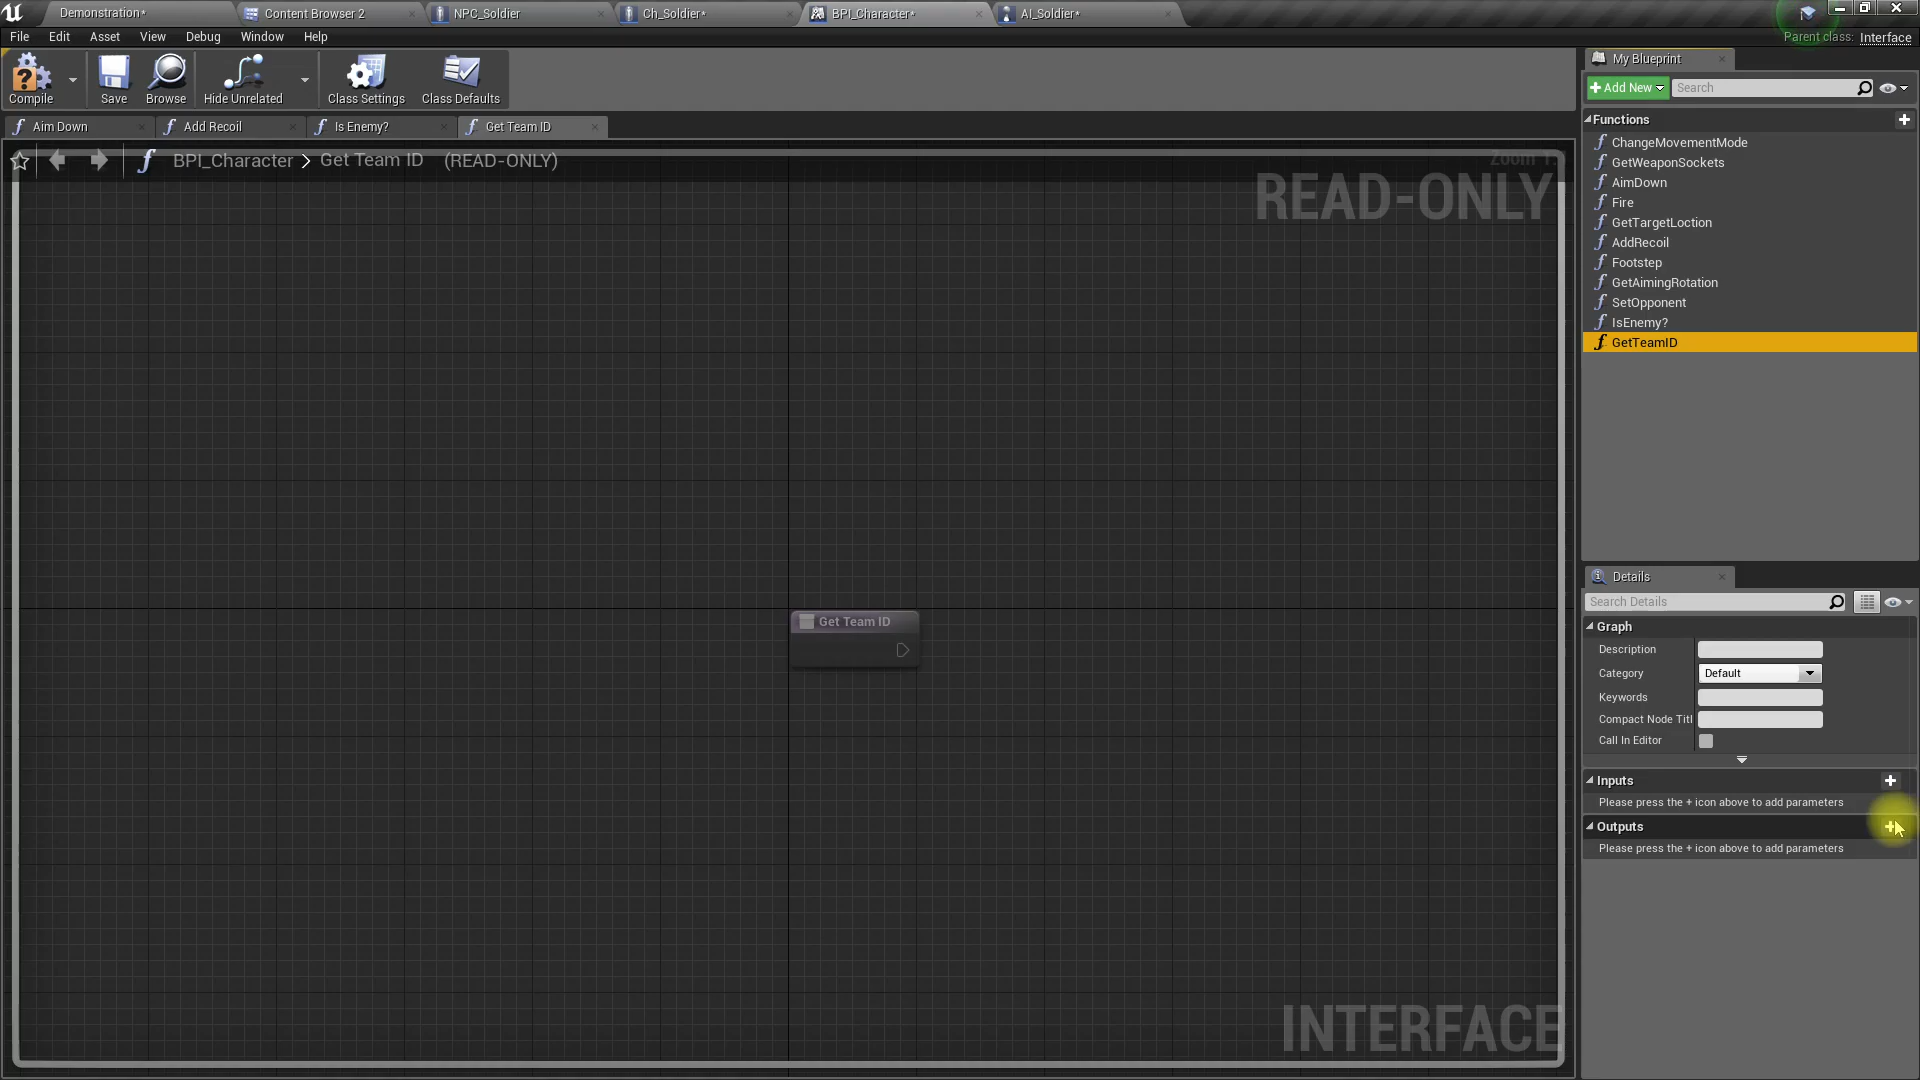 Demonstration*
Content Browser 2
NPC_Soldier
Ch_Soldier*
BPI_Character*
AI_Soldier*
File
Edit
Asset
View
Debug
Window
Help
Parent class: Interface
Compile
Save
Browse
Hide Unrelated
Class Settings
Class Defaults
My Blueprint
Add New
Search
Aim Down
Add Recoil
Is Enemy?
Get Team ID
BPI_Character > Get Team ID (READ-ONLY)
READ-ONLY
Functions
ChangeMovementMode
GetWeaponSockets
AimDown
Fire
GetTargetLoction
AddRecoil
Footstep
GetAimingRotation
SetOpponent
IsEnemy?
GetTeamID
Get Team ID
Details
Search Details
Graph
Description
Category
Default
Keywords
Compact Node Titl
Call In Editor
Inputs
Please press the + icon above to add parameters
Outputs
Please press the + icon above to add parameters
INTERFACE